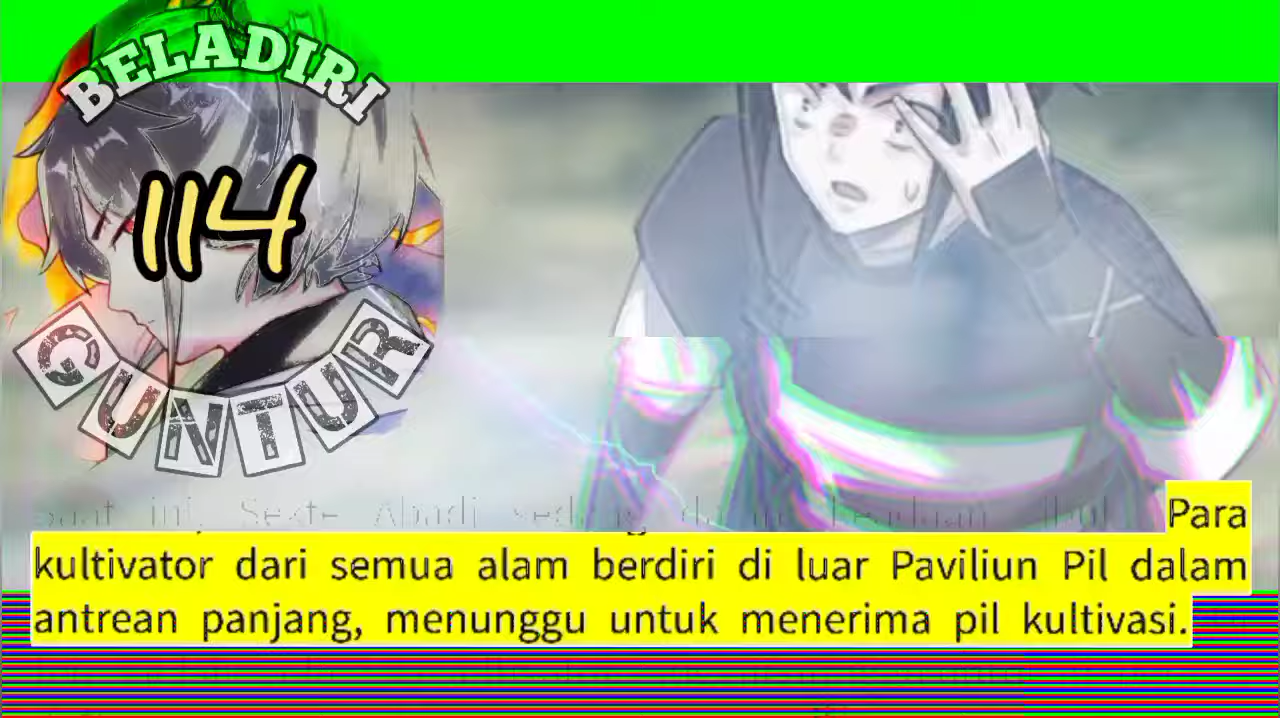 BELADIRI
114
GUNTUR
Para
kultivator dari semua alam berdiri di luar Paviliun Pil dalam
antrean panjang, menunggu untuk menerima pil kultivasi.